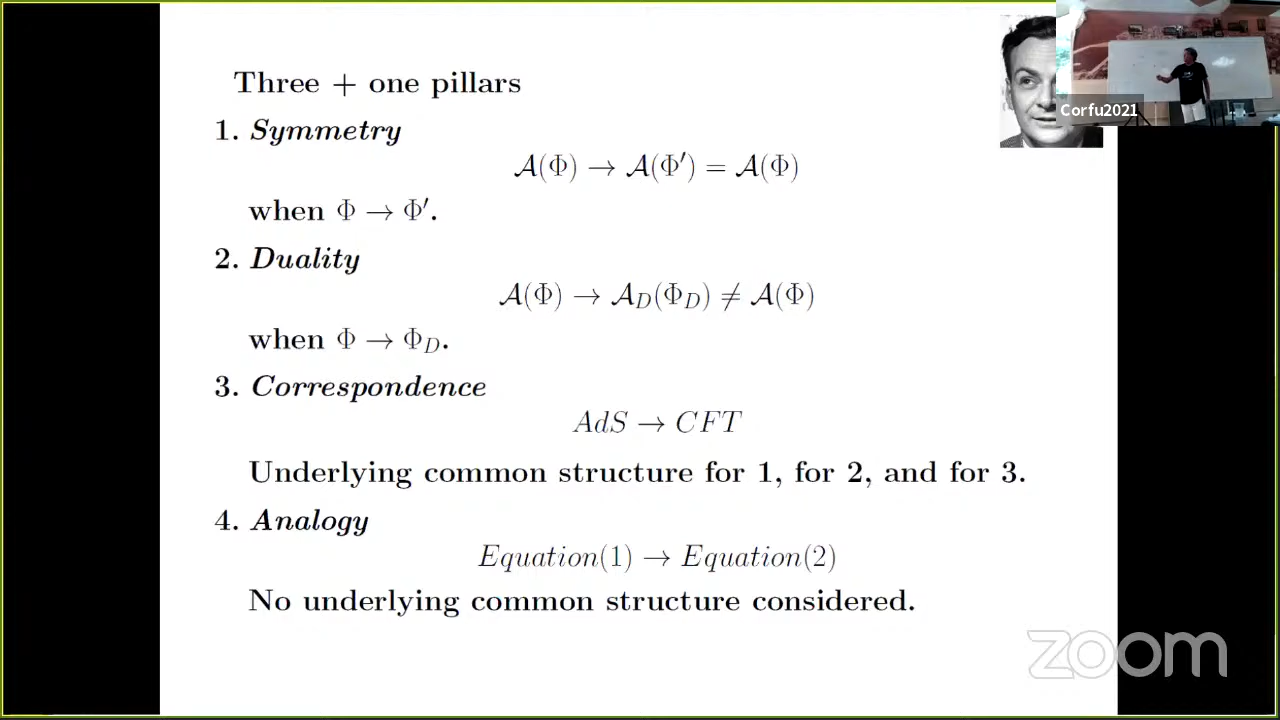 Three + one pillars
1. Symmetry
𝒜(Φ) → 𝒜(Φ′) = 𝒜(Φ)
when Φ → Φ′.
2. Duality
𝒜(Φ) → 𝒜_D(Φ_D) ≠ 𝒜(Φ)
when Φ → Φ_D.
3. Correspondence
AdS → CFT
Underlying common structure for 1, for 2, and for 3.
4. Analogy
Equation(1) → Equation(2)
No underlying common structure considered.
Corfu2021
zoom